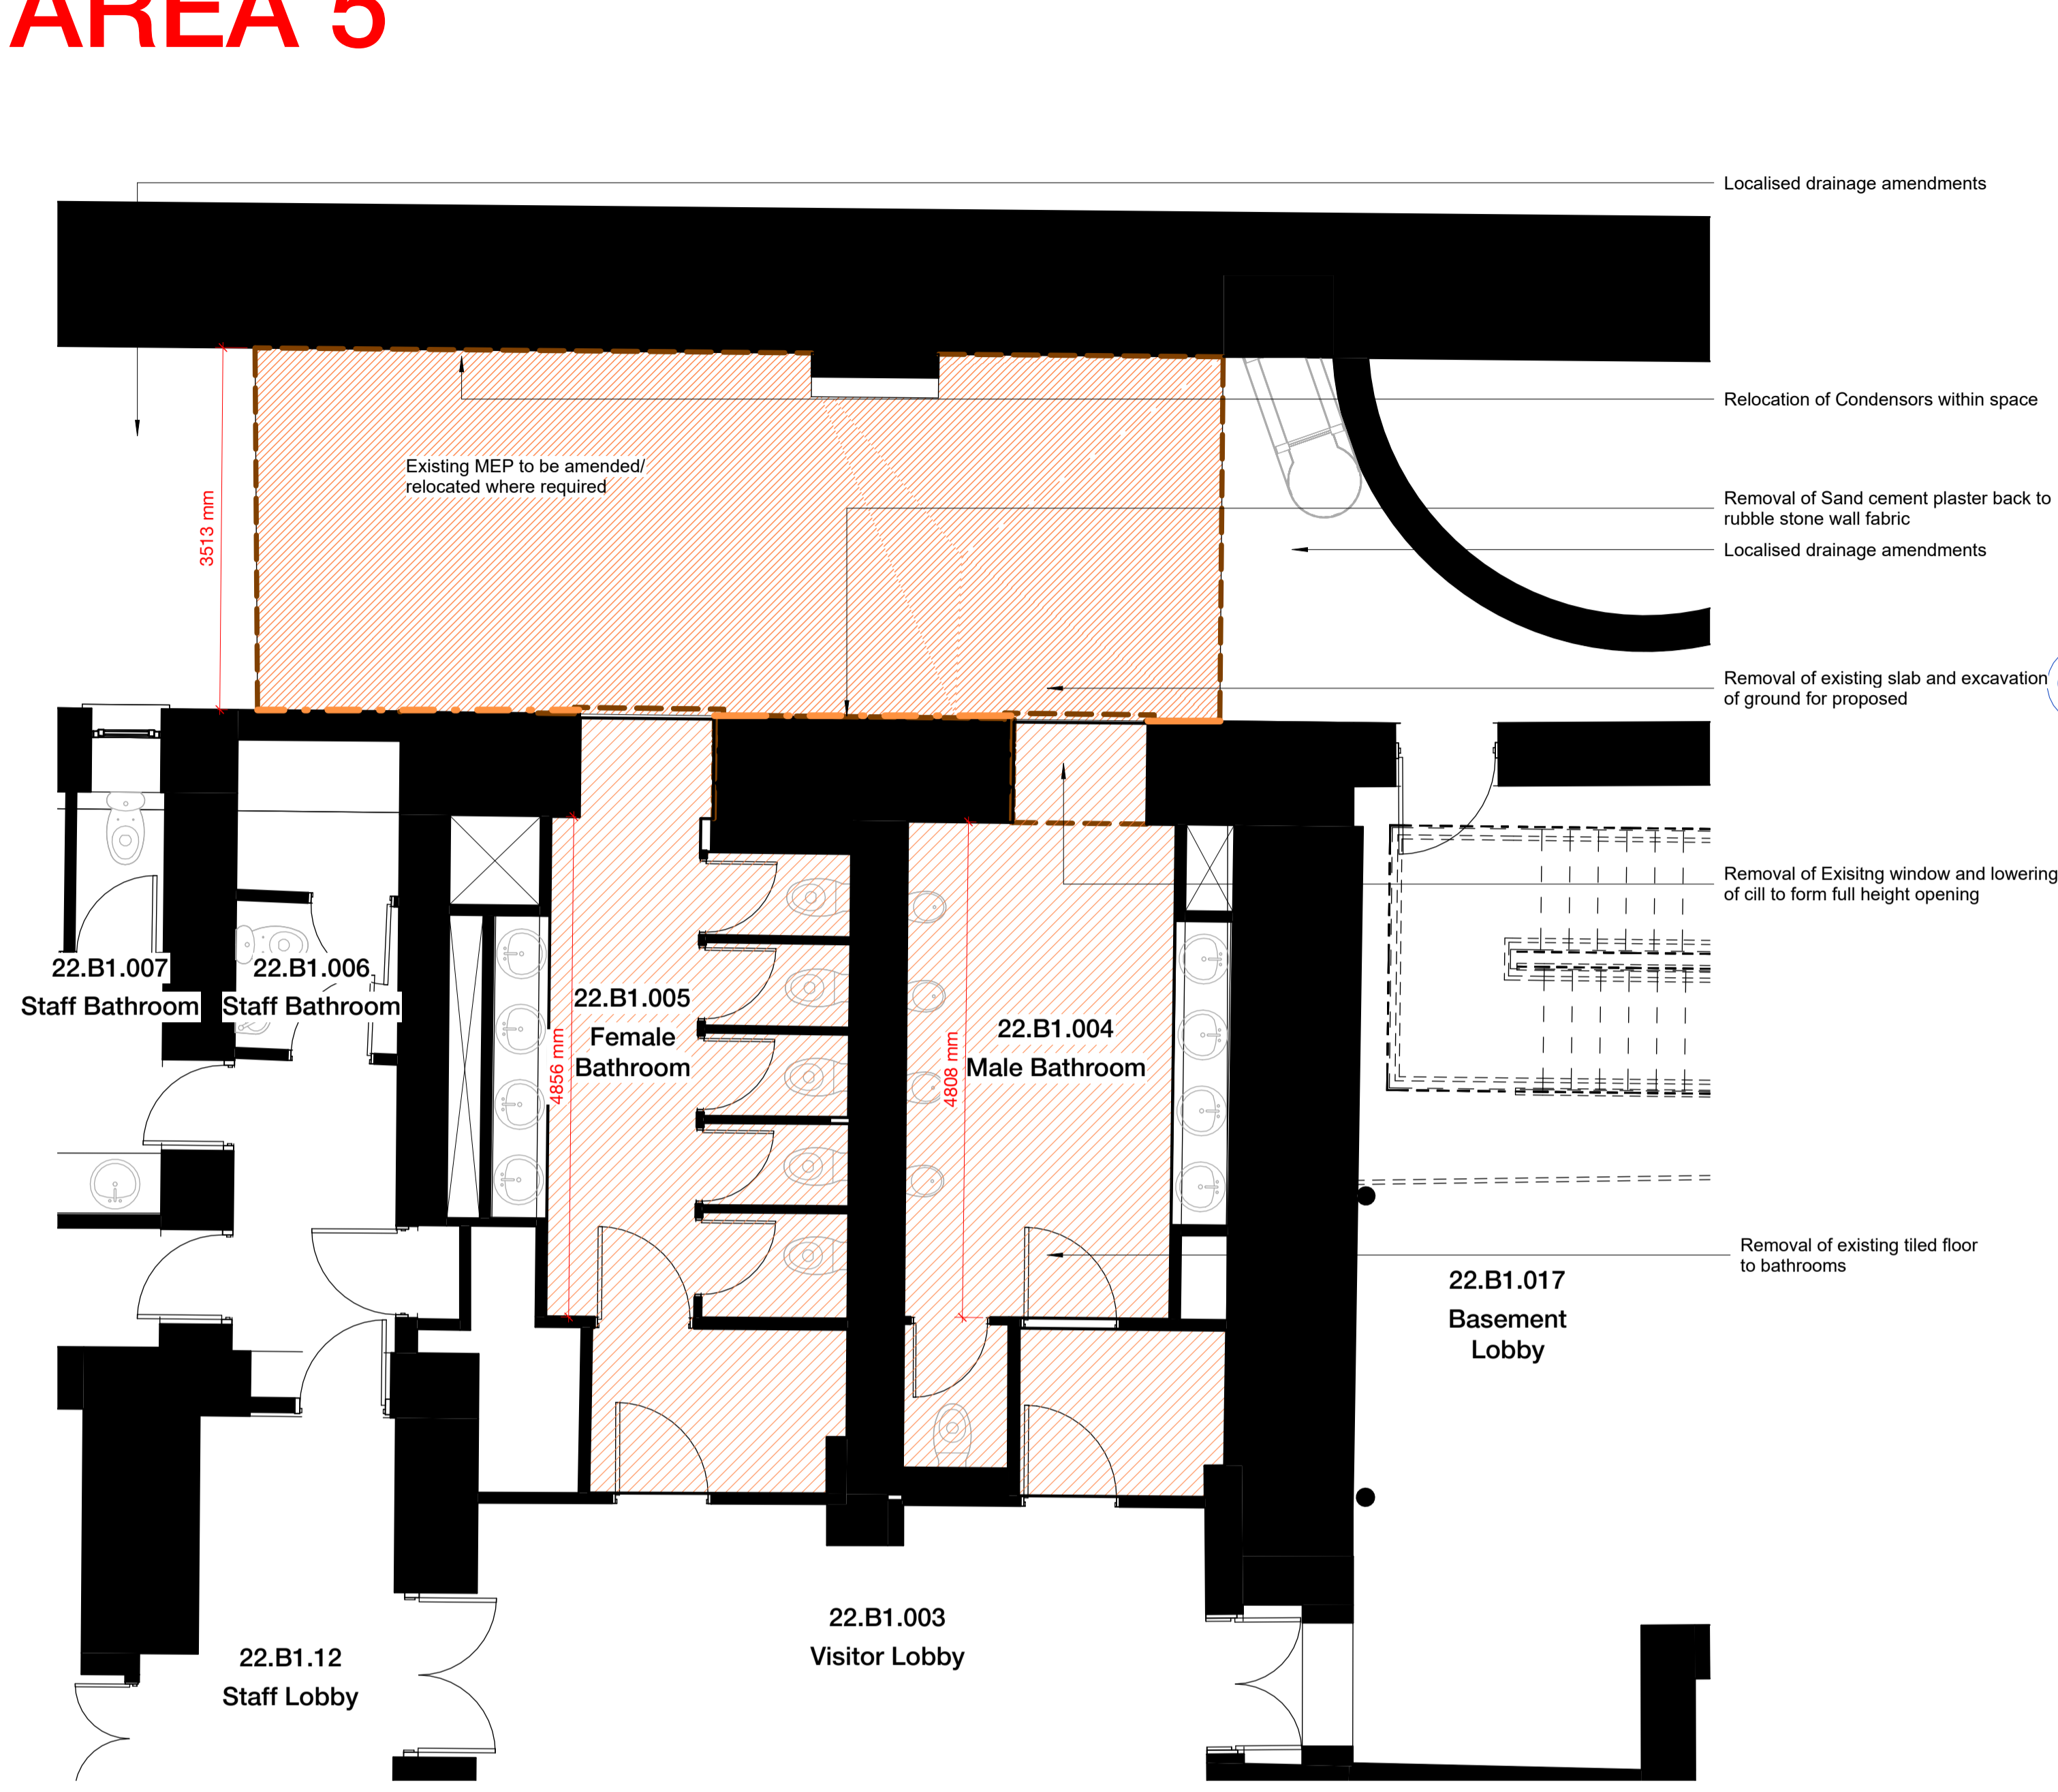 AREA 5
Localised drainage amendments
Relocation of Condensors within space
Existing MEP to be amended/
relocated where required
Removal of Sand cement plaster back to
rubble stone wall fabric
3513 mm
Localised drainage amendments
Removal of existing slab and excavation
of ground for proposed
Removal of Exisitng window and lowering
of cill to form full height opening
22.B1.007
Staff Bathroom
22.B1.006
Staff Bathroom
22.B1.005
Female
Bathroom
4856 mm
22.B1.004
Male Bathroom
4808 mm
Removal of existing tiled floor
to bathrooms
22.B1.017
Basement
Lobby
22.B1.003
Visitor Lobby
22.B1.12
Staff Lobby